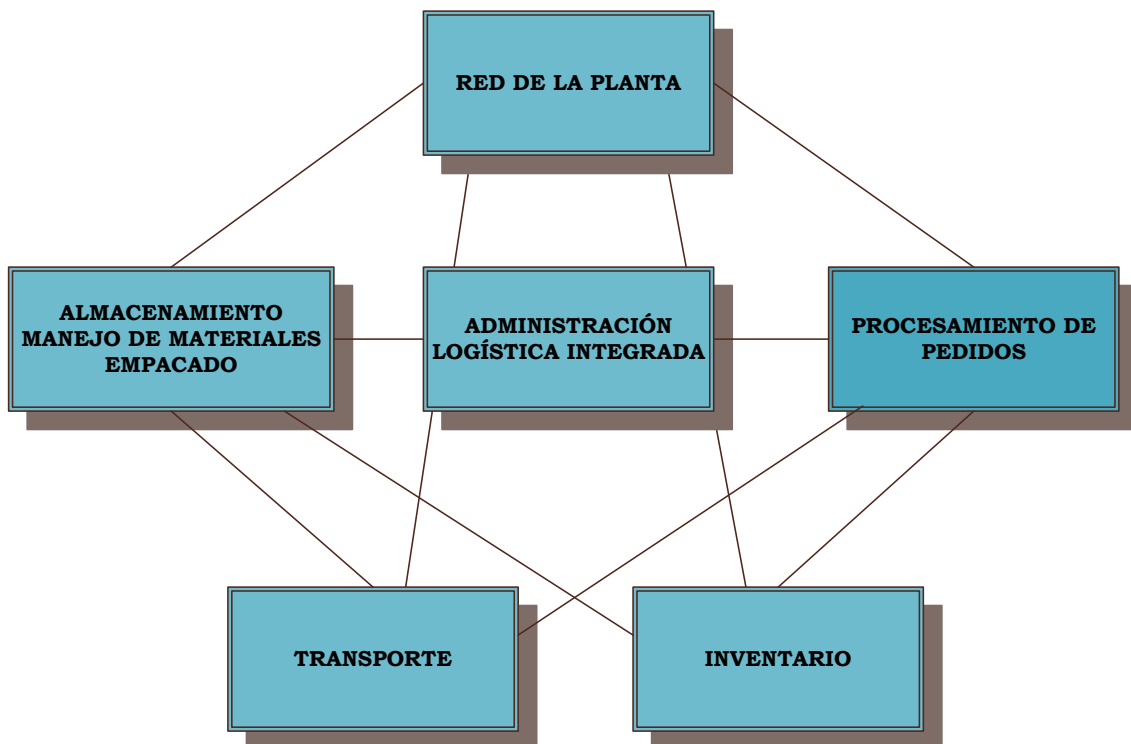 RED DE LA PLANTA
ALMACENAMIENTO
MANEJO DE MATERIALES
EMPACADO
ADMINISTRACIÓN
LOGÍSTICA INTEGRADA
PROCESAMIENTO DE
PEDIDOS
TRANSPORTE
INVENTARIO